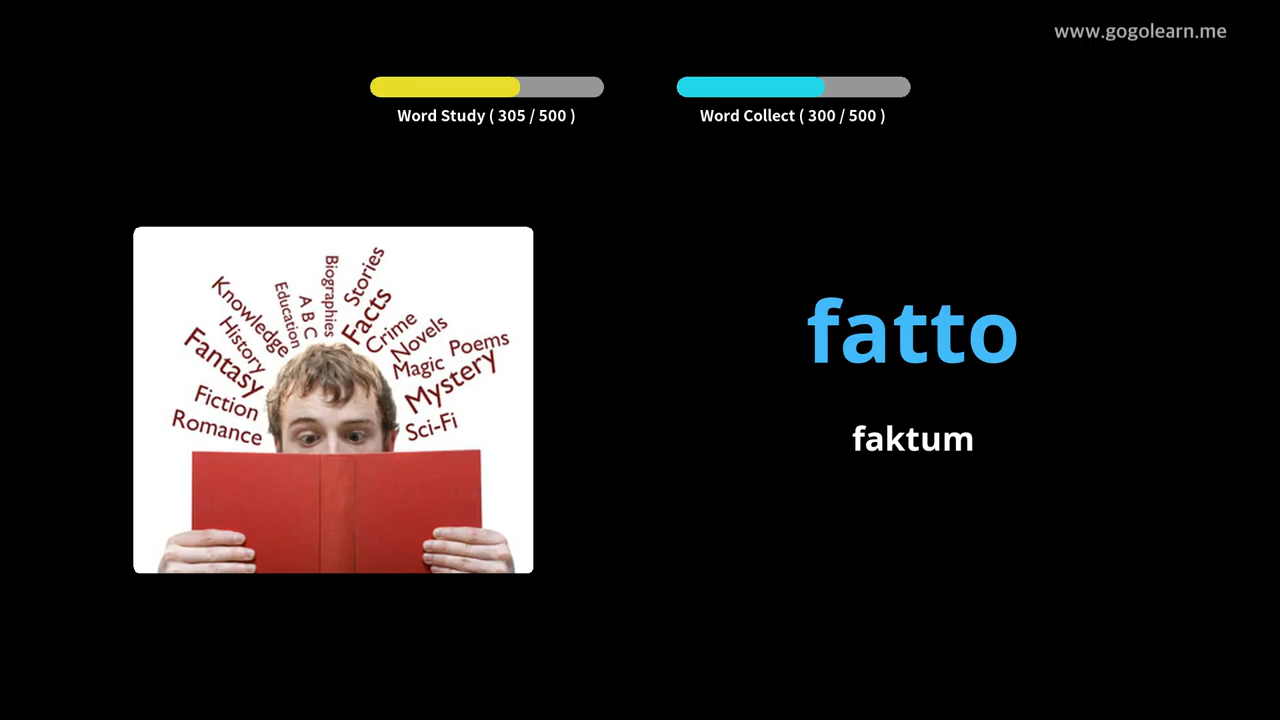 www.gogolearn.me
Word Study ( 305 / 500 )
Word Collect ( 300 / 500 )
Biographies
Stories
Education
A B C
Facts
Knowledge
Crime
History
Novels
Fantasy
Magic
Poems
Mystery
Fiction
Romance
Sci-Fi
fatto
faktum